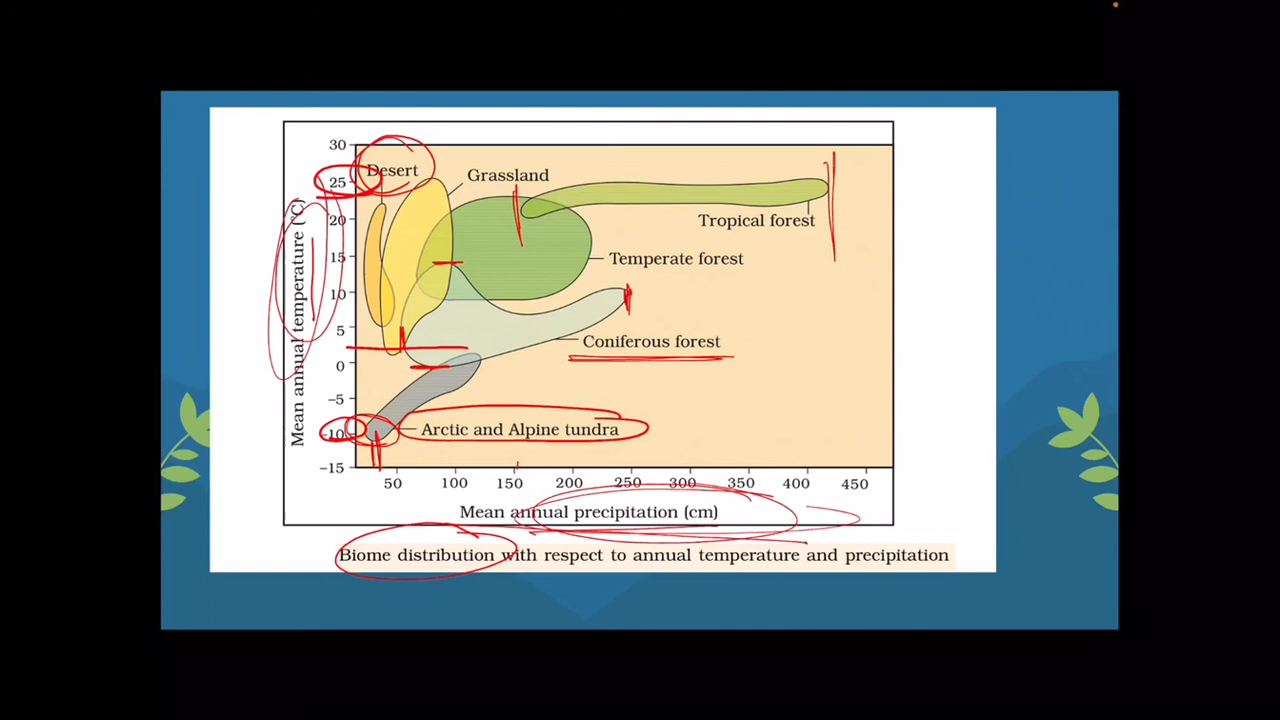 30
Desert
Grassland
25
20
Tropical forest
15
Temperate forest
10
5
Coniferous forest
0
−5
-10
Arctic and Alpine tundra
−15
50 100 150 200 250 300 350 400 450
Mean annual temperature (°C)
Mean annual precipitation (cm)
Biome distribution with respect to annual temperature and precipitation